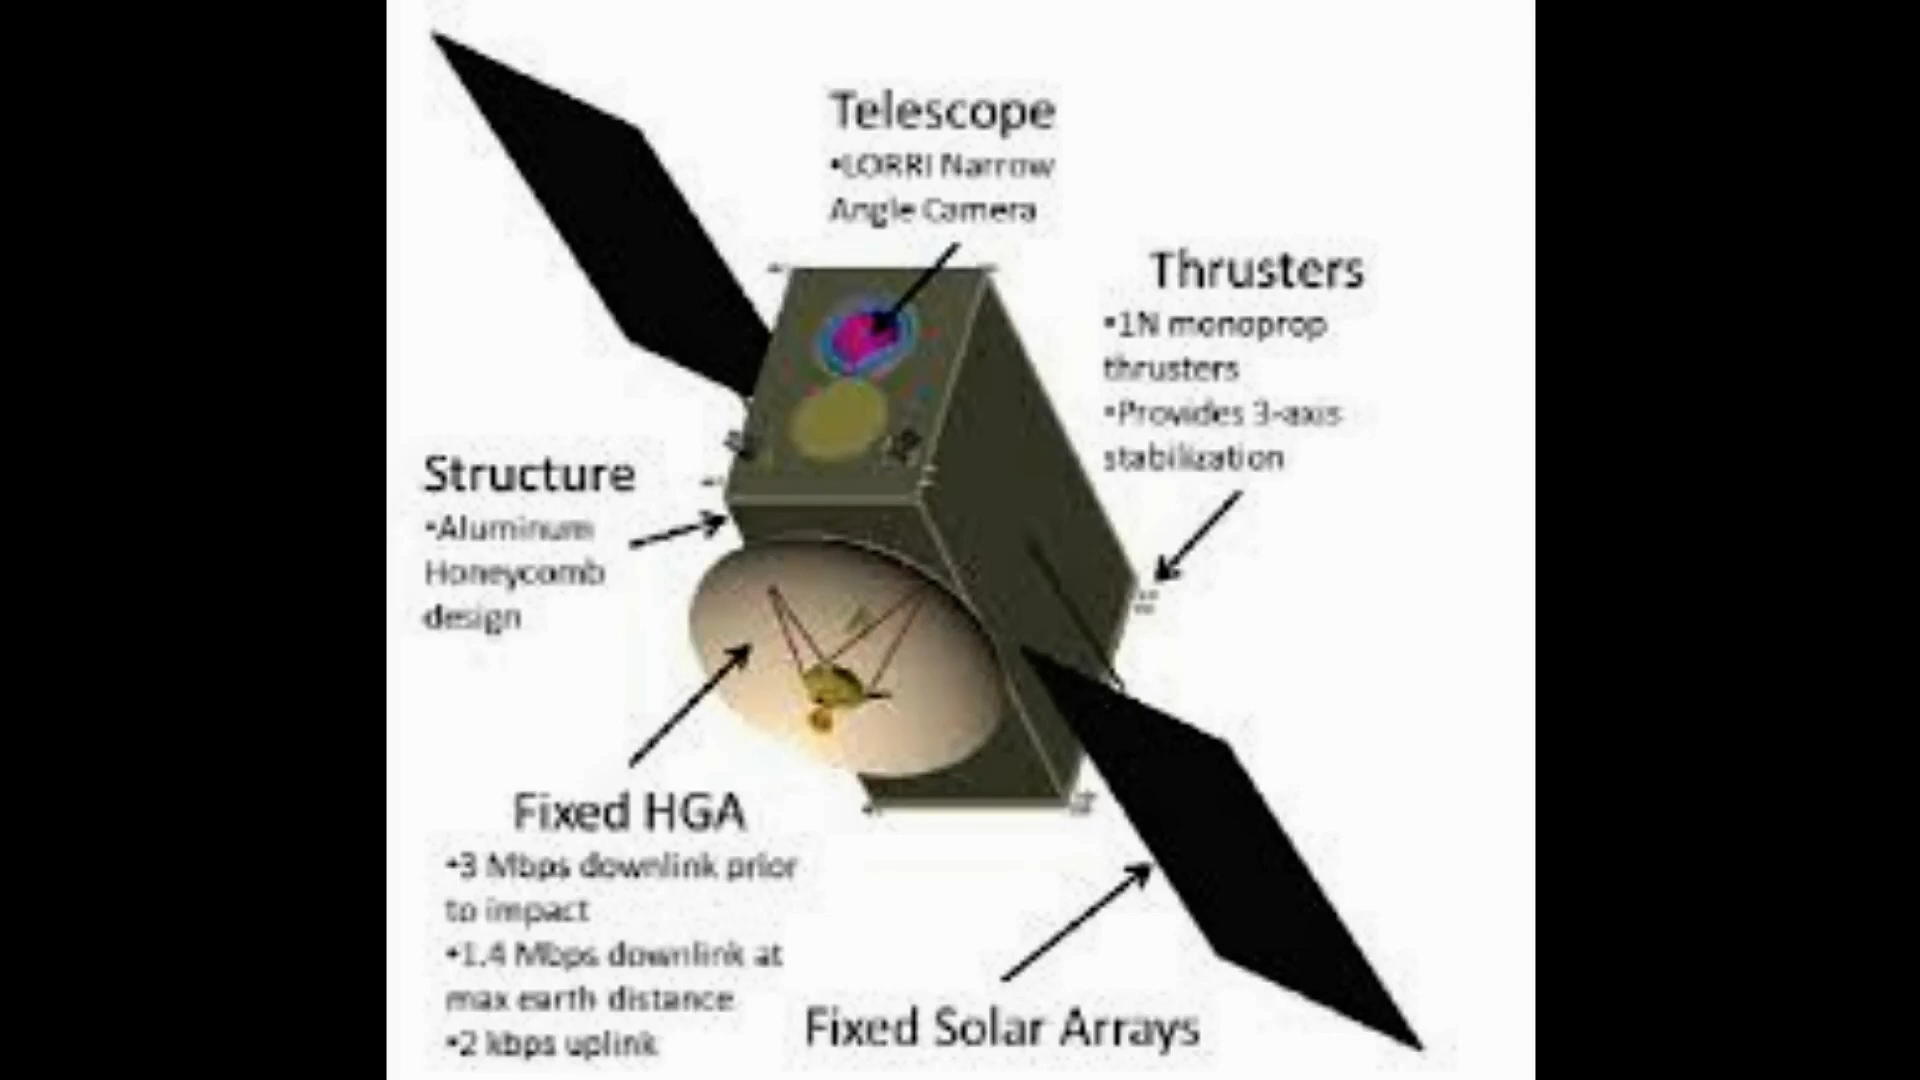 Telescope
•LORRI Narrow
Angle Camera
Thrusters
•1N monoprop
thrusters
•Provides 3-axis
stabilization
Structure
•Aluminum
Honeycomb
design
Fixed HGA
•3 Mbps downlink prior
to impact
•1.4 Mbps downlink at
max earth distance
•2 kbps uplink
Fixed Solar Arrays